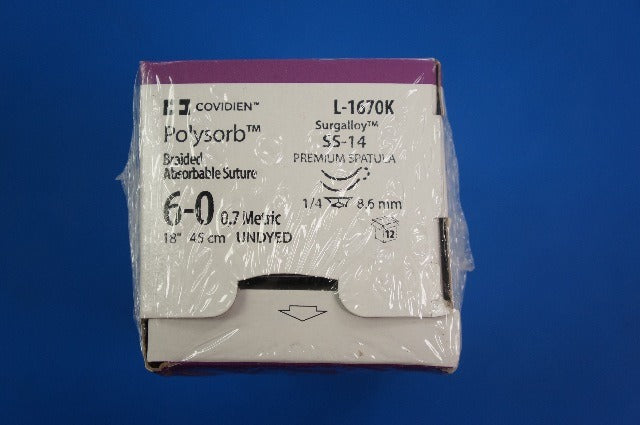 COVIDIEN™
L-1670K
Polysorb™
Surgalloy™
SS-14
Braided
Absorbable Suture
PREMIUM SPATULA
6-0 0.7 Metric
1/4 8.6 mm
18" 45 cm UNDYED
12